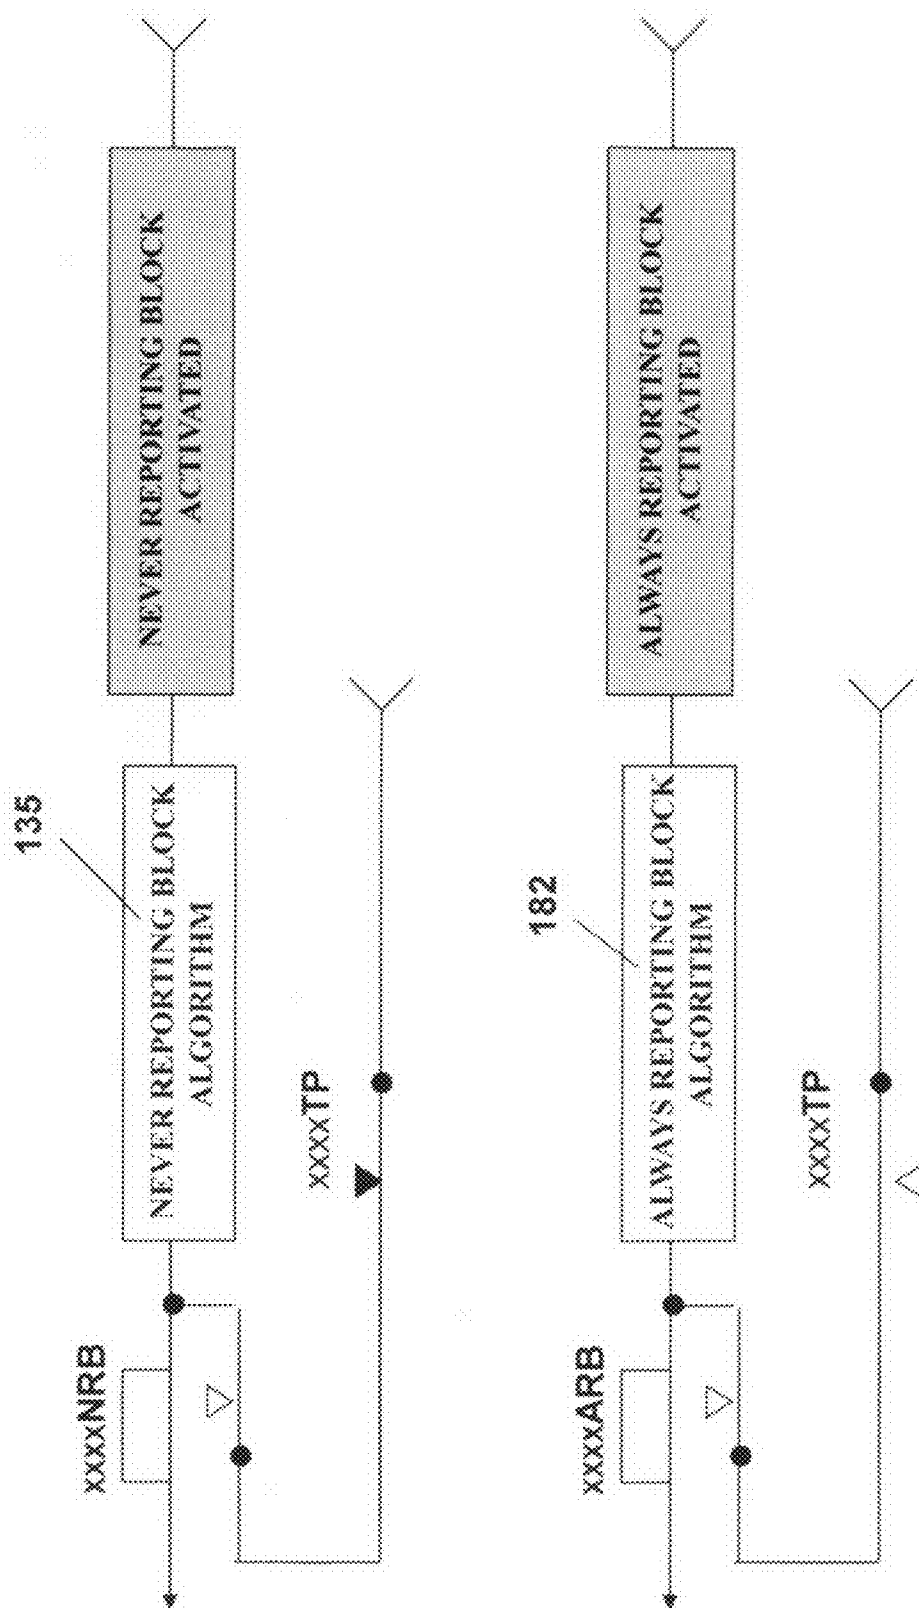 135
xxxxNRB
NEVER REPORTING BLOCK
ALGORITHM
NEVER REPORTING BLOCK
ACTIVATED
xxxxTP
182
xxxxARB
ALWAYS REPORTING BLOCK
ALGORITHM
ALWAYS REPORTING BLOCK
ACTIVATED
xxxxTP